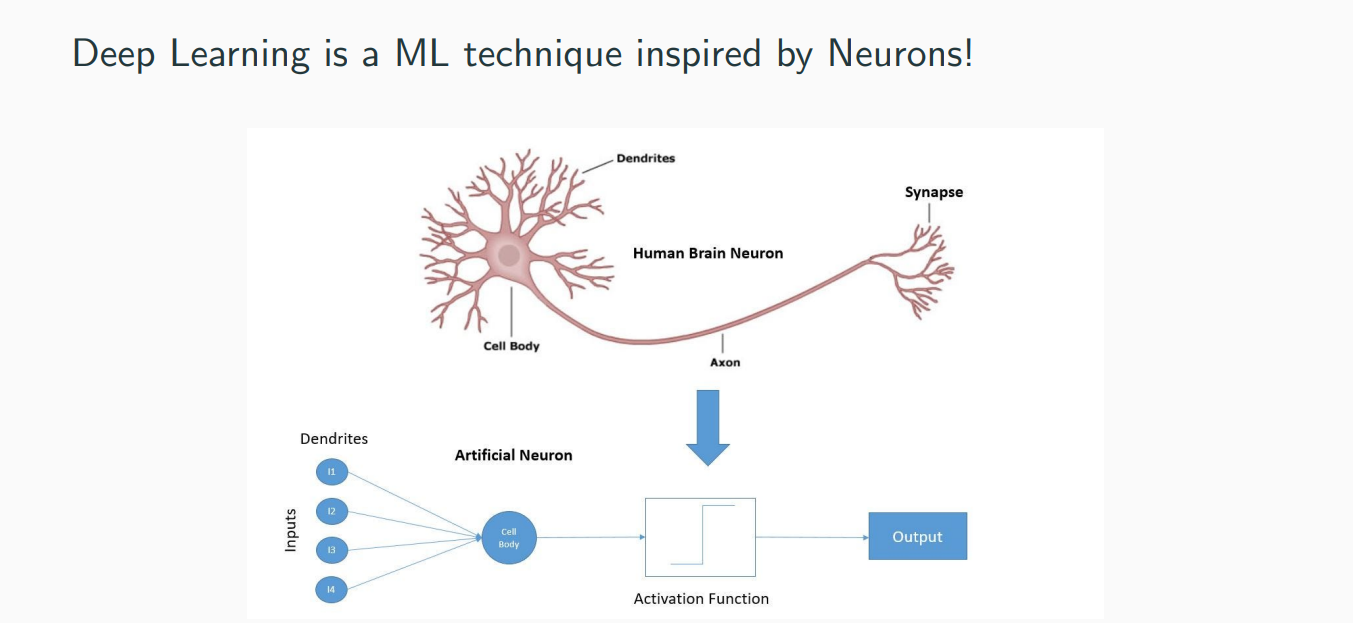 Deep Learning is a ML technique inspired by Neurons!
Dendrites
Synapse
Human Brain Neuron
Cell Body
Axon
Dendrites
Artificial Neuron
Inputs
I1
I2
I3
I4
Cell
Body
Output
Activation Function